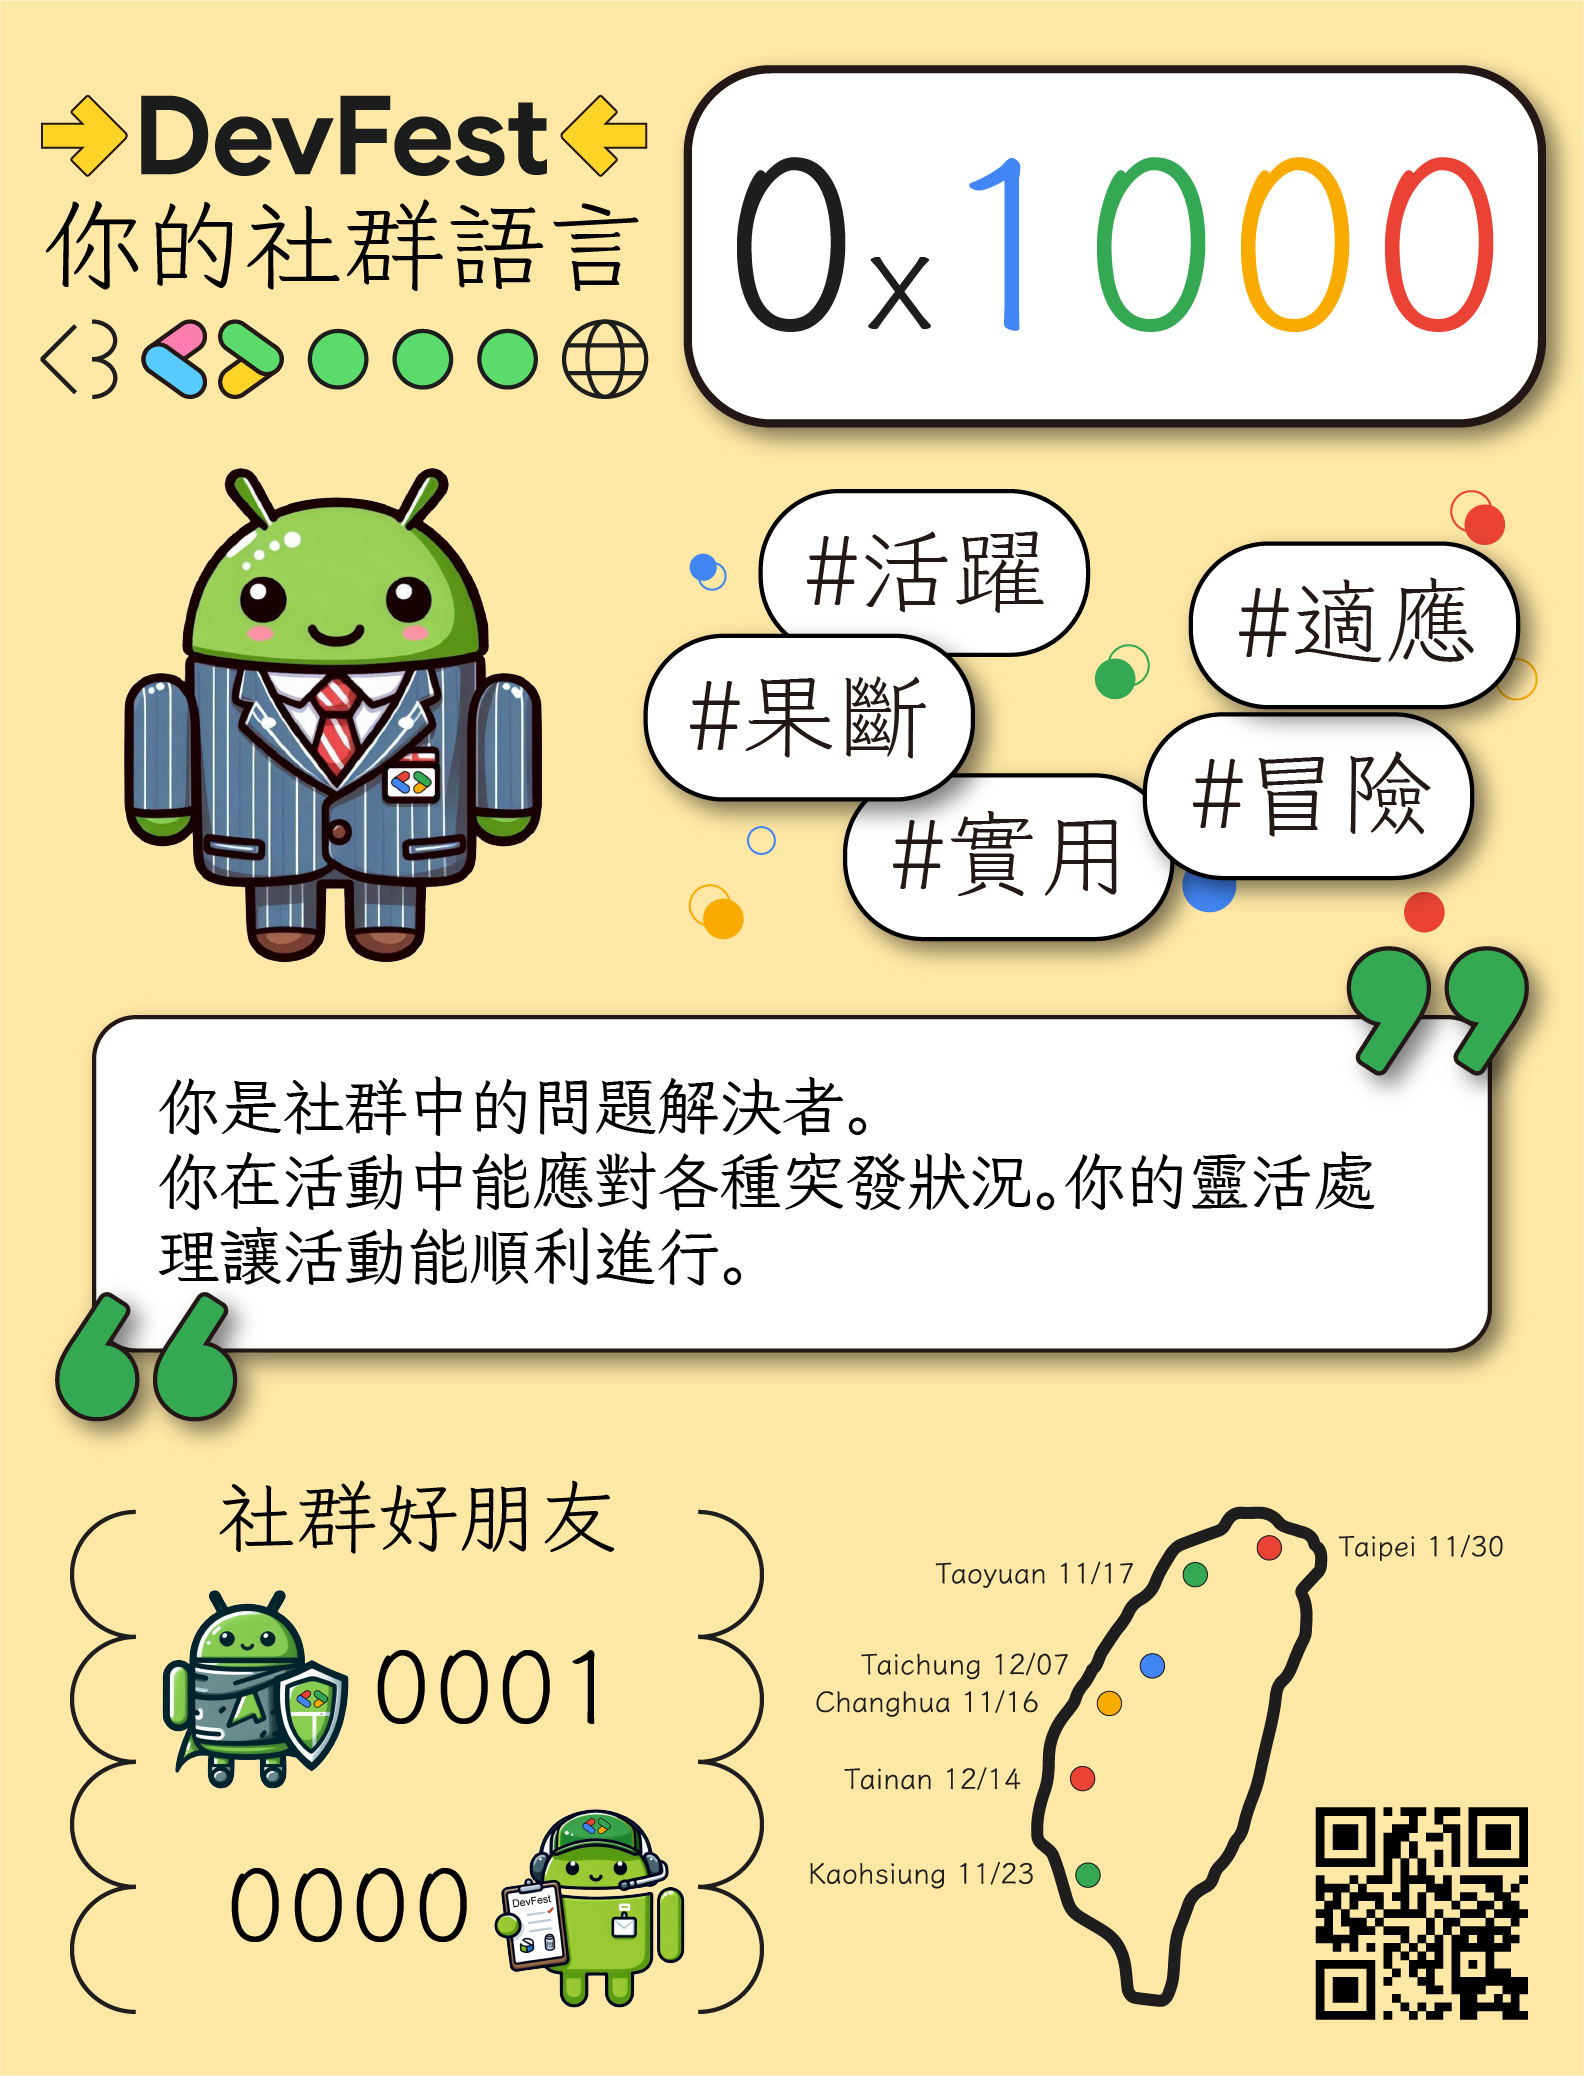 DevFest
你的社群語言
0x1000
#活躍
#適應
#果斷
#冒險
#實用
你是社群中的問題解決者。
你在活動中能應對各種突發狀況。你的靈活處
理讓活動能順利進行。
社群好朋友
0001
0000
DevFest
Taipei 11/30
Taoyuan 11/17
Taichung 12/07
Changhua 11/16
Tainan 12/14
Kaohsiung 11/23